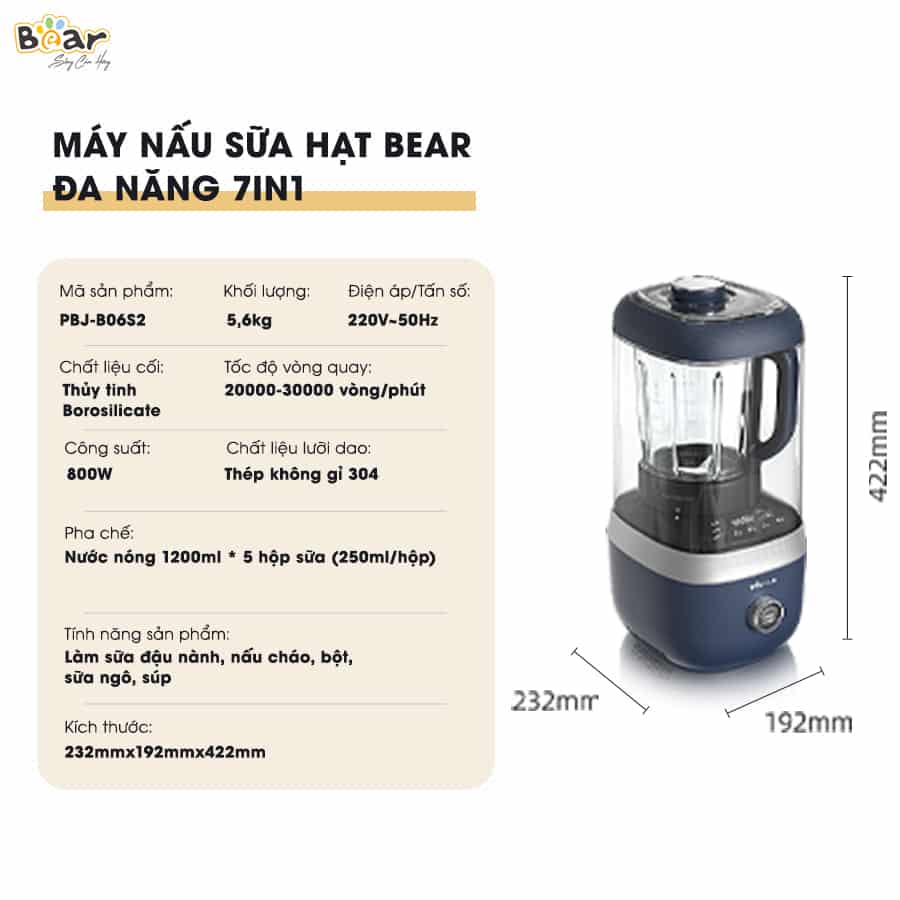 Bear
Sống Cảm Hứng
MÁY NẤU SỮA HẠT BEAR
ĐA NĂNG 7IN1
Mã sản phẩm: Khối lượng: Điện áp/Tấn số:
PBJ-B06S2 5,6kg 220V~50Hz
Chất liệu cối: Tốc độ vòng quay:
Thủy tinh 20000-30000 vòng/phút
Borosilicate
Công suất: Chất liệu lưỡi dao:
800W Thép không gỉ 304
Pha chế:
Nước nóng 1200ml * 5 hộp sữa (250ml/hộp)
Tính năng sản phẩm:
Làm sữa đậu nành, nấu cháo, bột,
sữa ngô, súp
Kích thước:
232mmx192mmx422mm
422mm
232mm
192mm